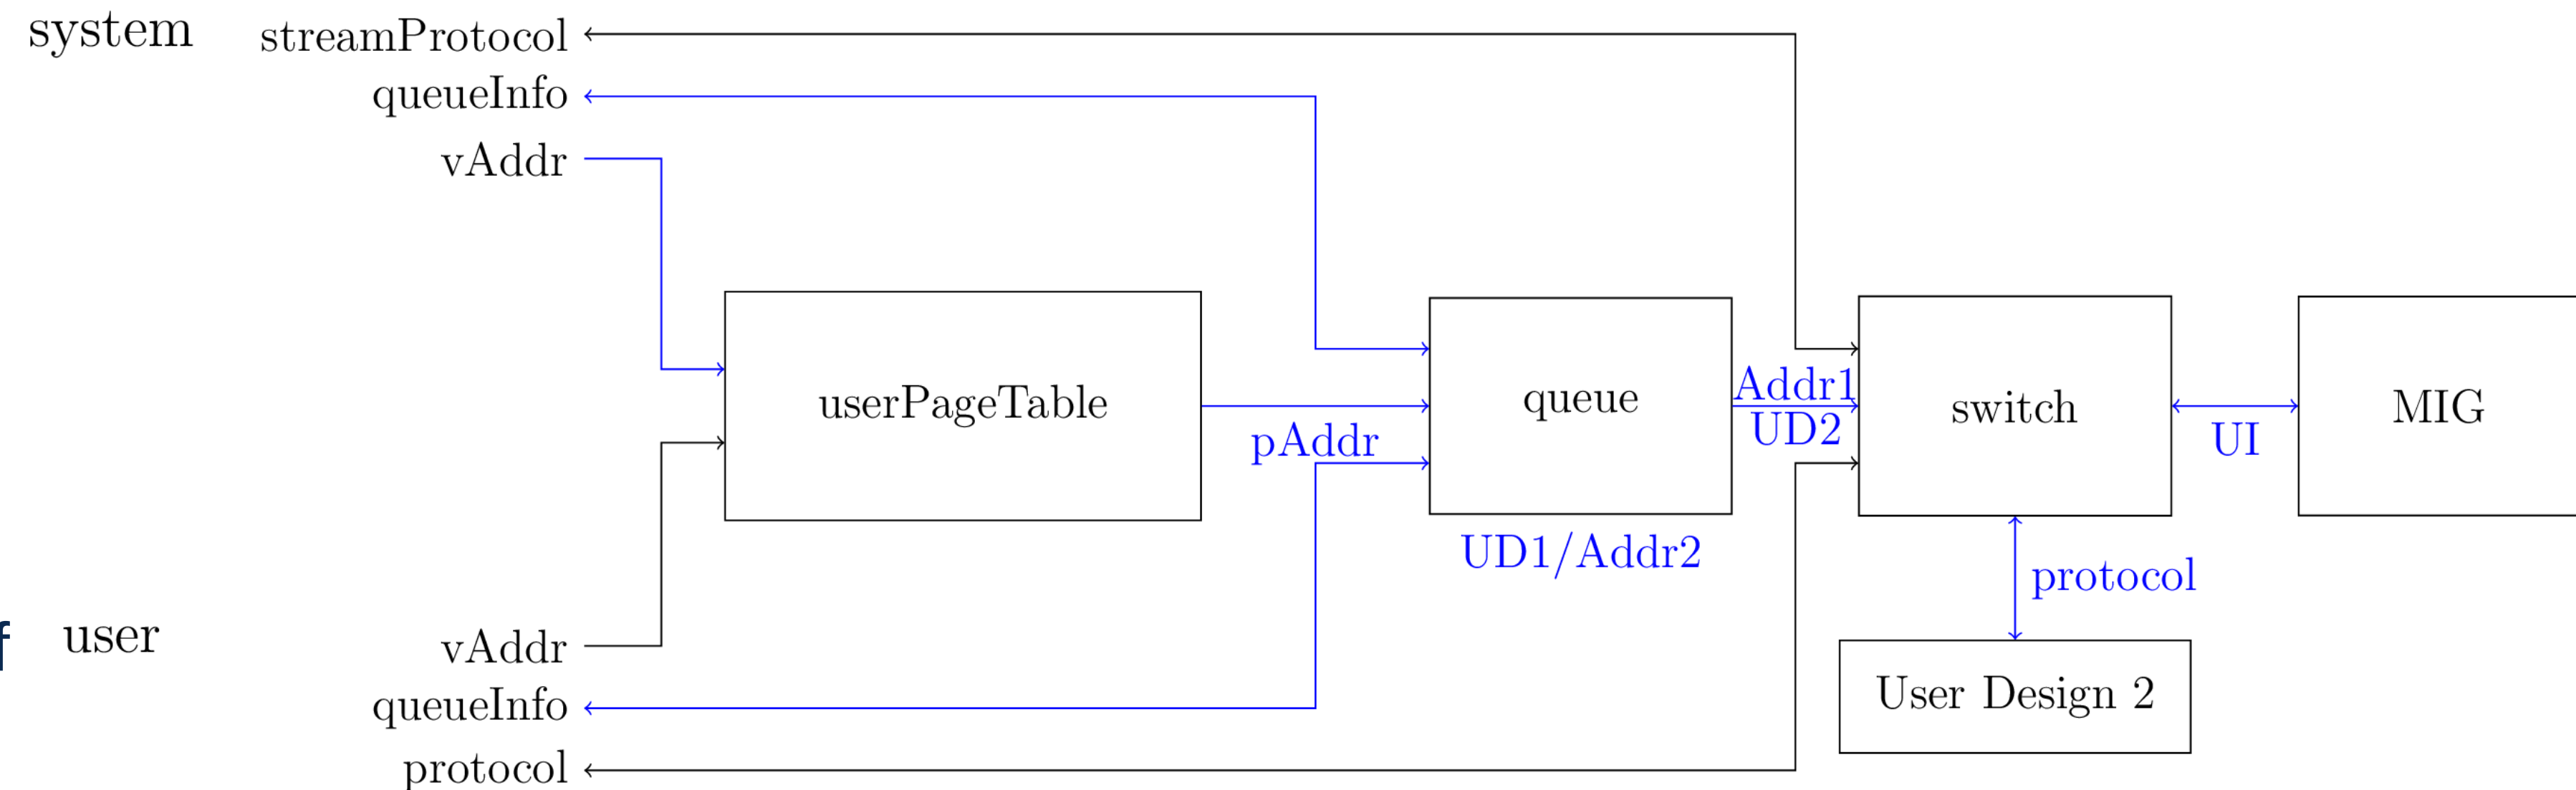 system
streamProtocol
queueInfo
vAddr
userPageTable
pAddr
queue
UD1/Addr2
Addr1
UD2
switch
UI
MIG
protocol
User Design 2
f
user
vAddr
queueInfo
protocol